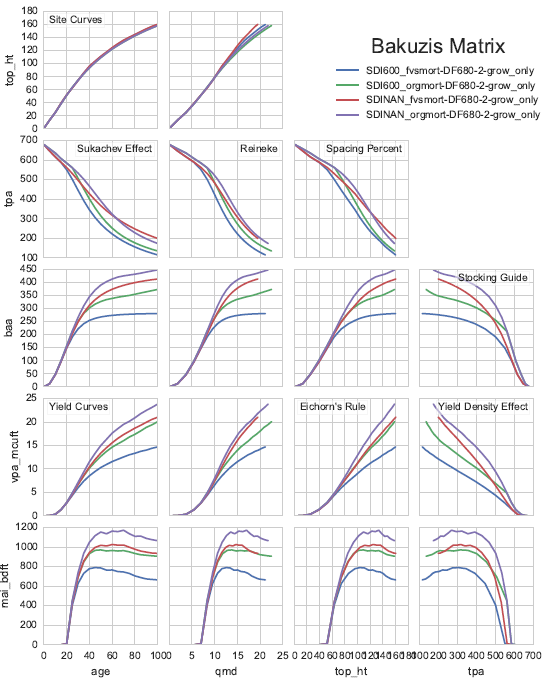 Bakuzis Matrix
SDI600_fvsmort-DF680-2-grow_only
SDI600_orgmort-DF680-2-grow_only
SDINAN_fvsmort-DF680-2-grow_only
SDINAN_orgmort-DF680-2-grow_only
Site Curves
top_ht
180
160
140
120
100
80
60
40
20
0
Sukachev Effect
Reineke
Spacing Percent
tpa
700
600
500
400
300
200
100
Stocking Guide
baa
450
400
350
300
250
200
150
100
50
0
Yield Curves
Eichorn's Rule
Yield Density Effect
vpa_mcuft
25
20
15
10
5
0
mai_bdft
1200
1000
800
600
400
200
0
0 20 40 60 80 100
0 5 10 15 20 25
0 20 40 60 80 100 120 140 160 180
100 200 300 400 500 600 700
age
qmd
top_ht
tpa